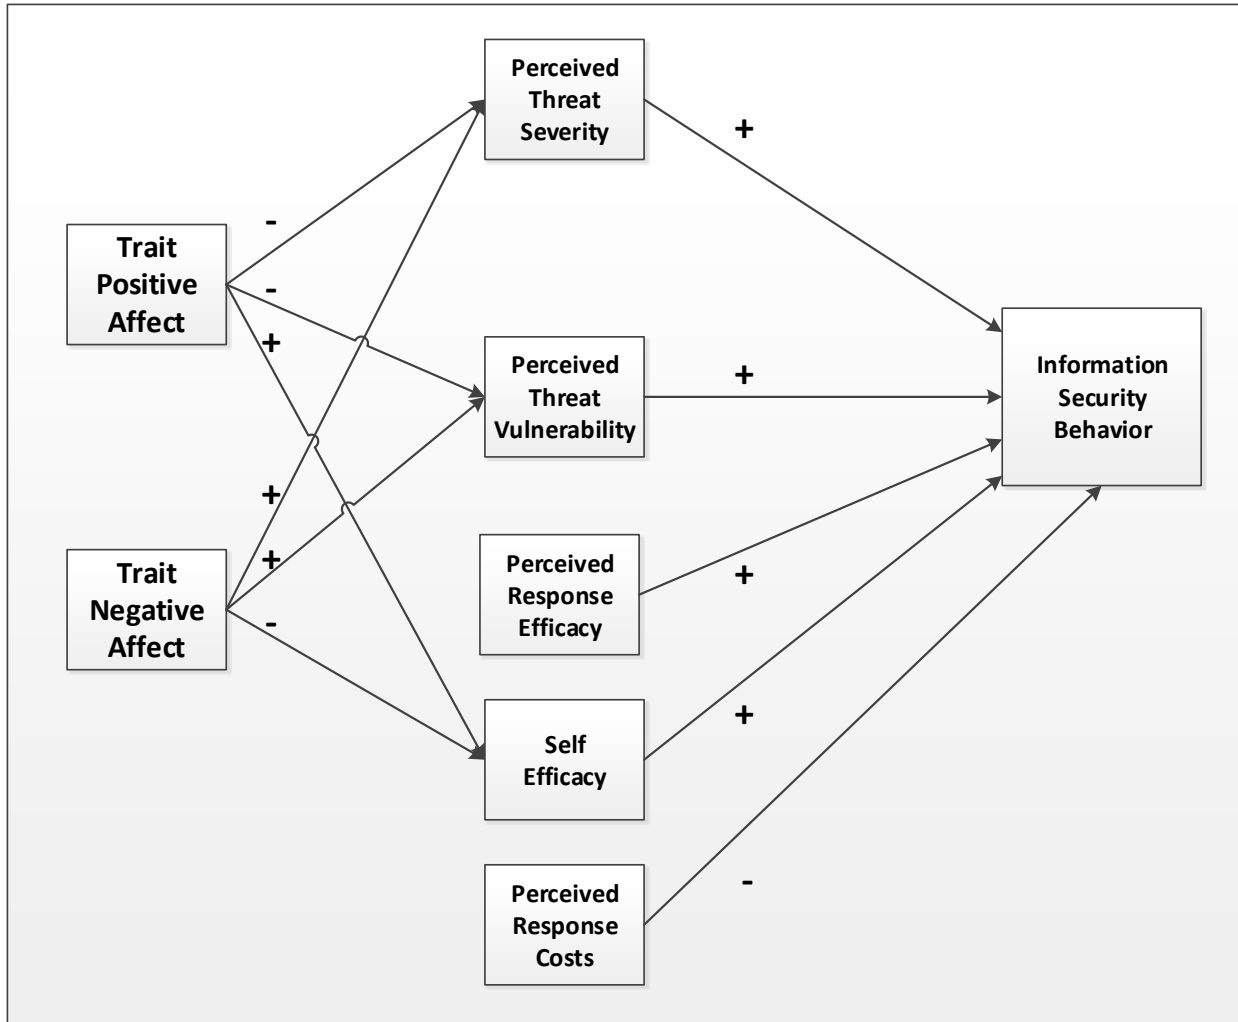 Perceived
Threat
Severity
+
-
Trait
Positive
Affect
-
+
Perceived
Threat
Vulnerability
+
Information
Security
Behavior
+
+
-
Trait
Negative
Affect
Perceived
Response
Efficacy
+
Self
Efficacy
+
Perceived
Response
Costs
-